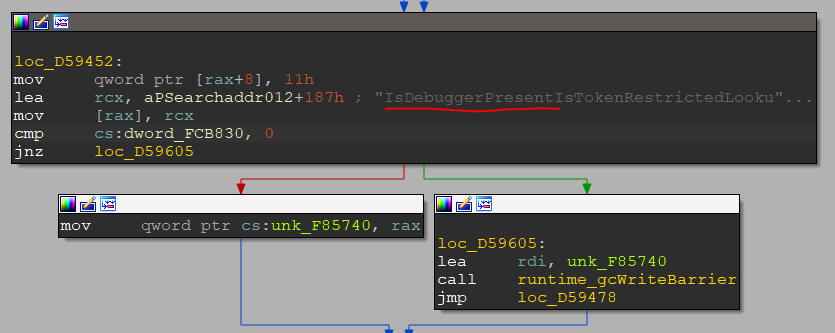 loc_D59452:
mov qword ptr [rax+8], 11h
lea rcx, aPSearchaddr012+187h ; "IsDebuggerPresentIsTokenRestrictedLooku"...
mov [rax], rcx
cmp cs:dword_FCB830, 0
jnz loc_D59605
mov qword ptr cs:unk_F85740, rax
loc_D59605:
lea rdi, unk_F85740
call runtime_gcWriteBarrier
jmp loc_D59478